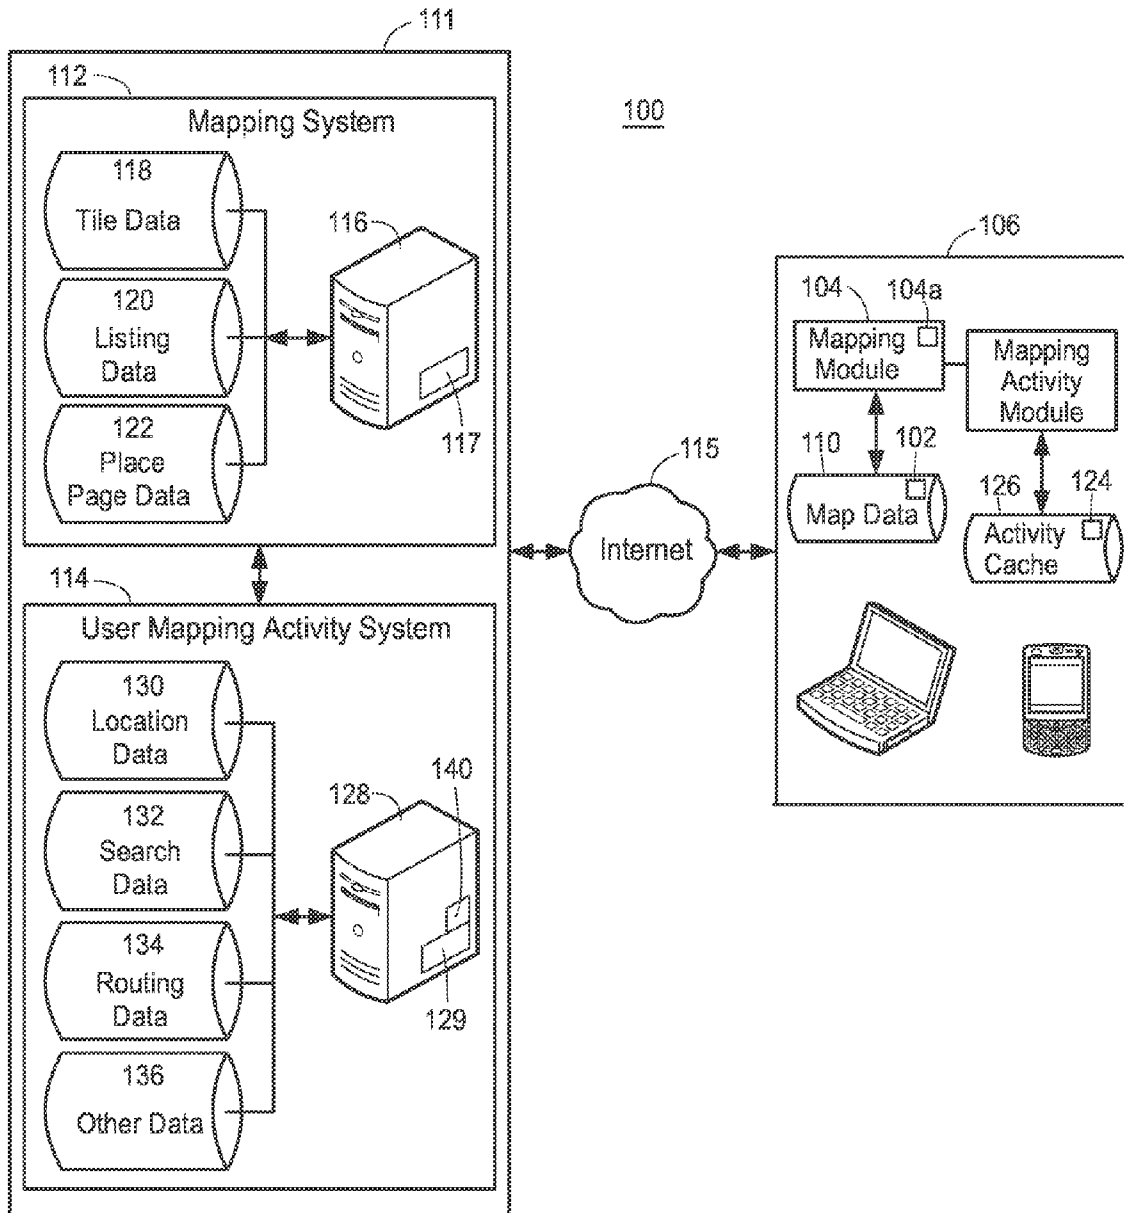 111
112
Mapping System
118
Tile Data
120
Listing
Data
122
Place
Page Data
116
117
100
106
104
104a
Mapping
Module
Mapping
Activity
Module
110
102
Map Data
126
124
Activity
Cache
115
Internet
114
User Mapping Activity System
130
Location
Data
132
Search
Data
134
Routing
Data
136
Other Data
128
140
129